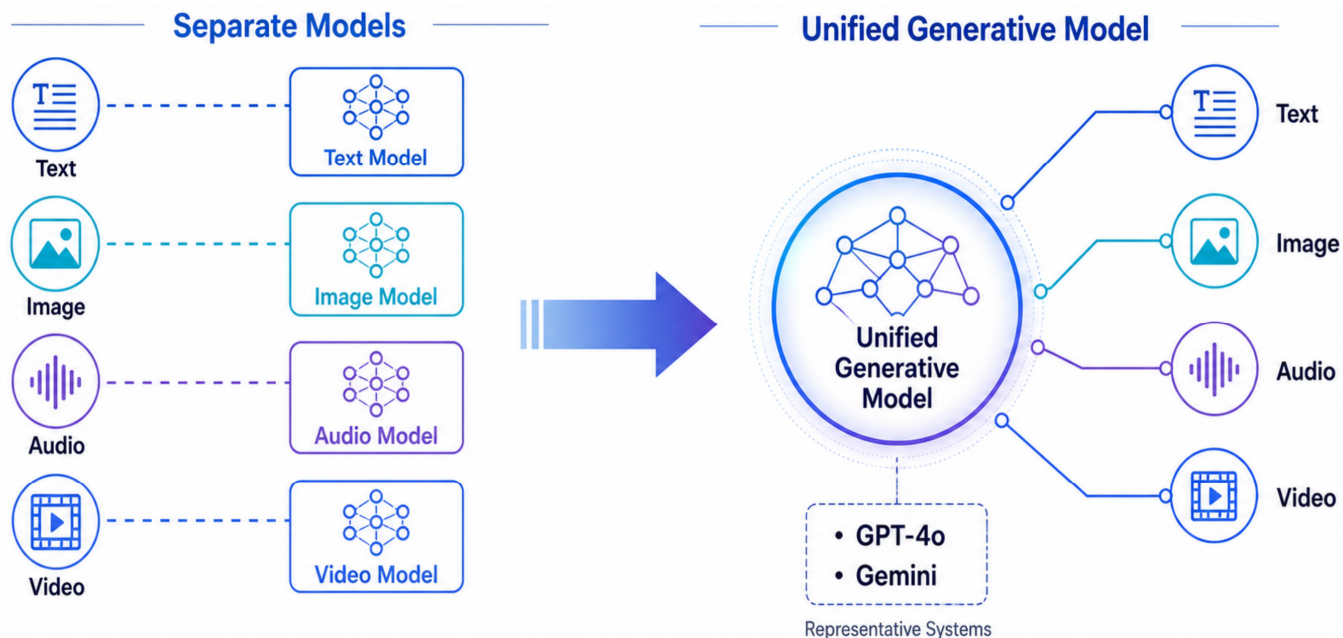 Separate Models
Text
Text Model
Image
Image Model
Audio
Audio Model
Video
Video Model
Unified Generative Model
Unified
Generative
Model
• GPT-4o
• Gemini
Representative Systems
Text
Image
Audio
Video